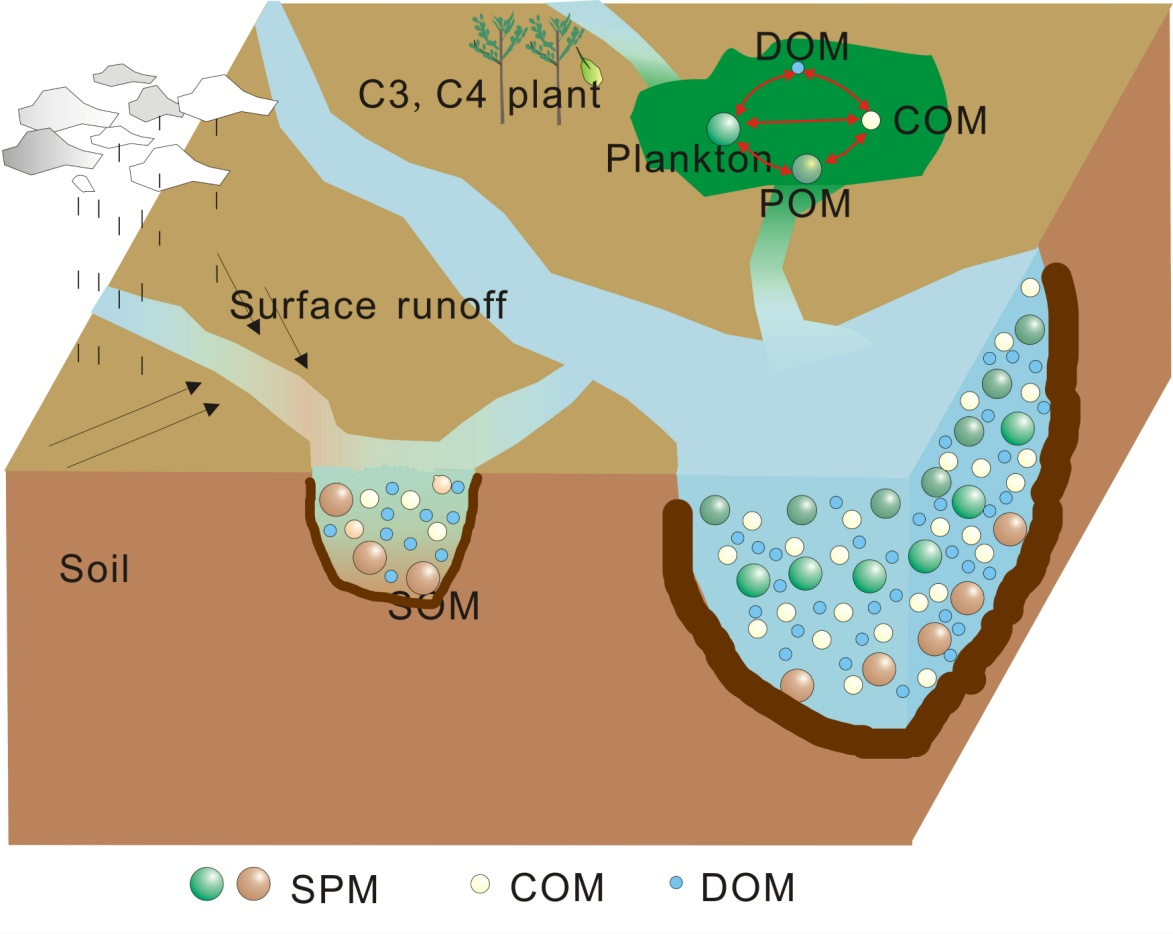 DOM
C3, C4 plant
COM
Plankton
POM
Surface runoff
Soil
SOM
SPM
COM
DOM